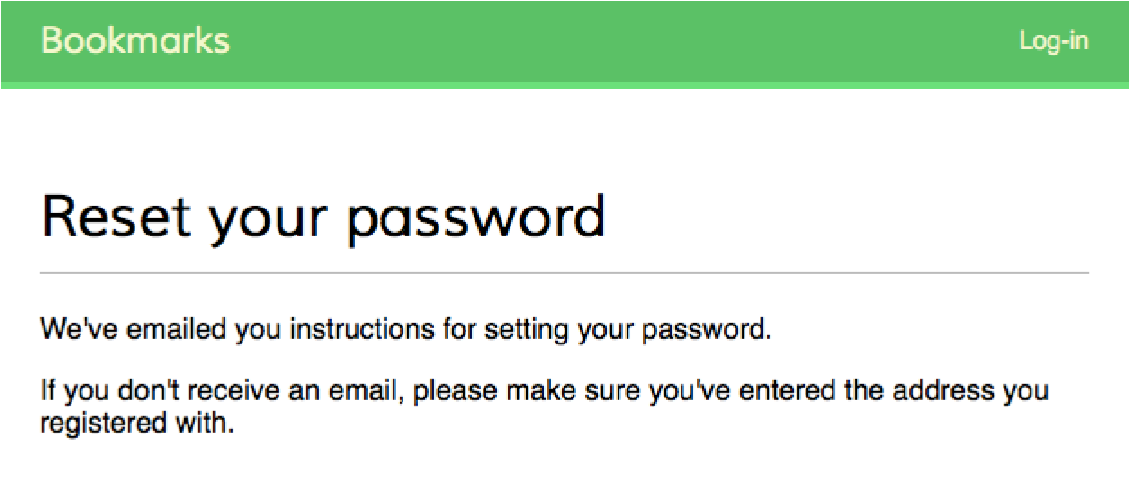 Bookmarks
Log-in
Reset your password
We've emailed you instructions for setting your password.
If you don't receive an email, please make sure you've entered the address you
registered with.